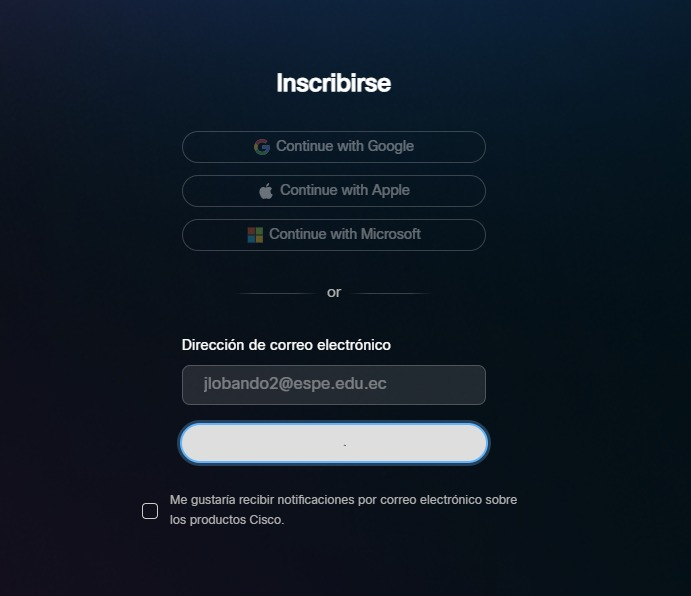 Inscribirse
Continue with Google
Continue with Apple
Continue with Microsoft
or
Dirección de correo electrónico
jlobando2@espe.edu.ec
Me gustaría recibir notificaciones por correo electrónico sobre
los productos Cisco.